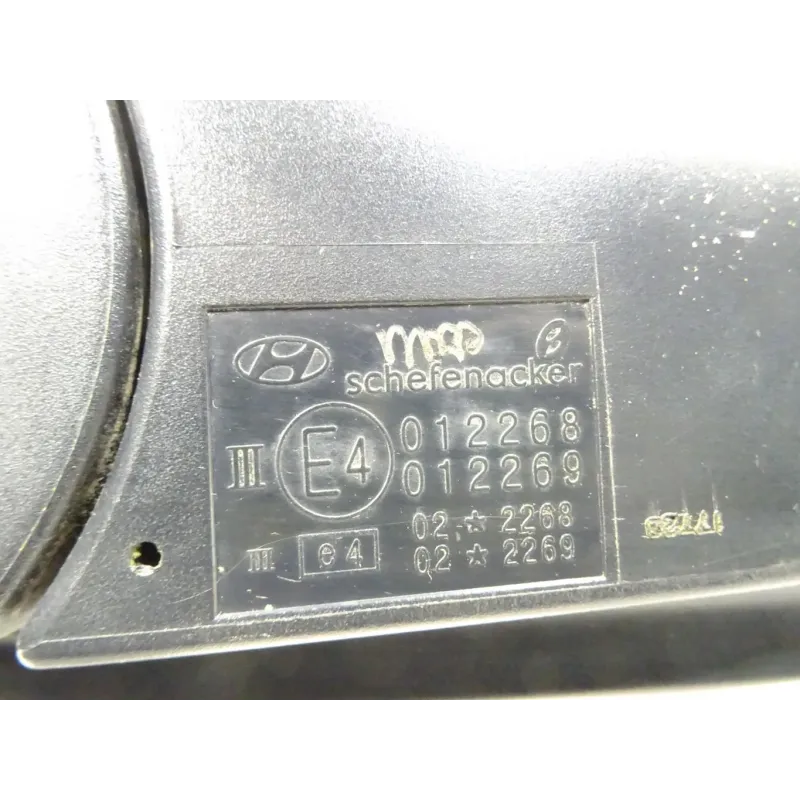 schefenacker
III E4 012268
012269
02 ★ 2268
III e4 02 ★ 2269